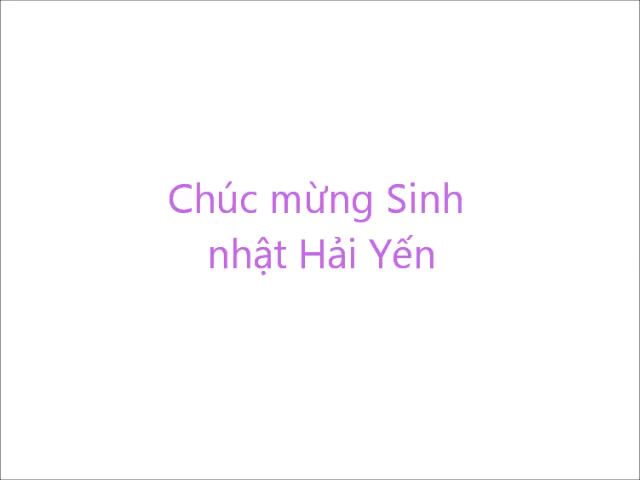 Chúc mừng Sinh
nhật Hải Yến